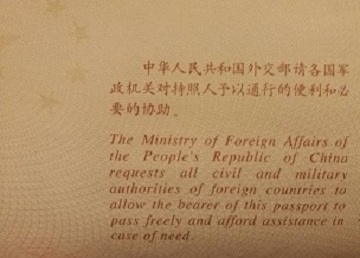 中华人民共和国外交部请各国军
政机关对持照人予以通行的便利和必
要的协助。
The Ministry of Foreign Affairs of
the People's Republic of China
requests all civil and military
authorities of foreign countries to
allow the bearer of this passport to
pass freely and afford assistance in
case of need.